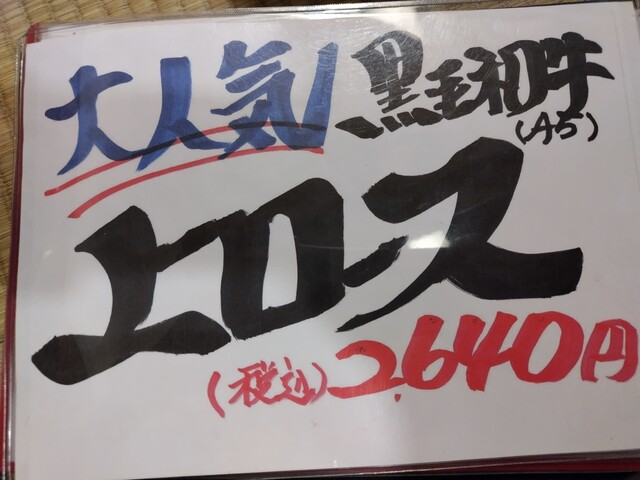 大人気 黒毛和牛
(A5)
上ロース
(税込)2,640円